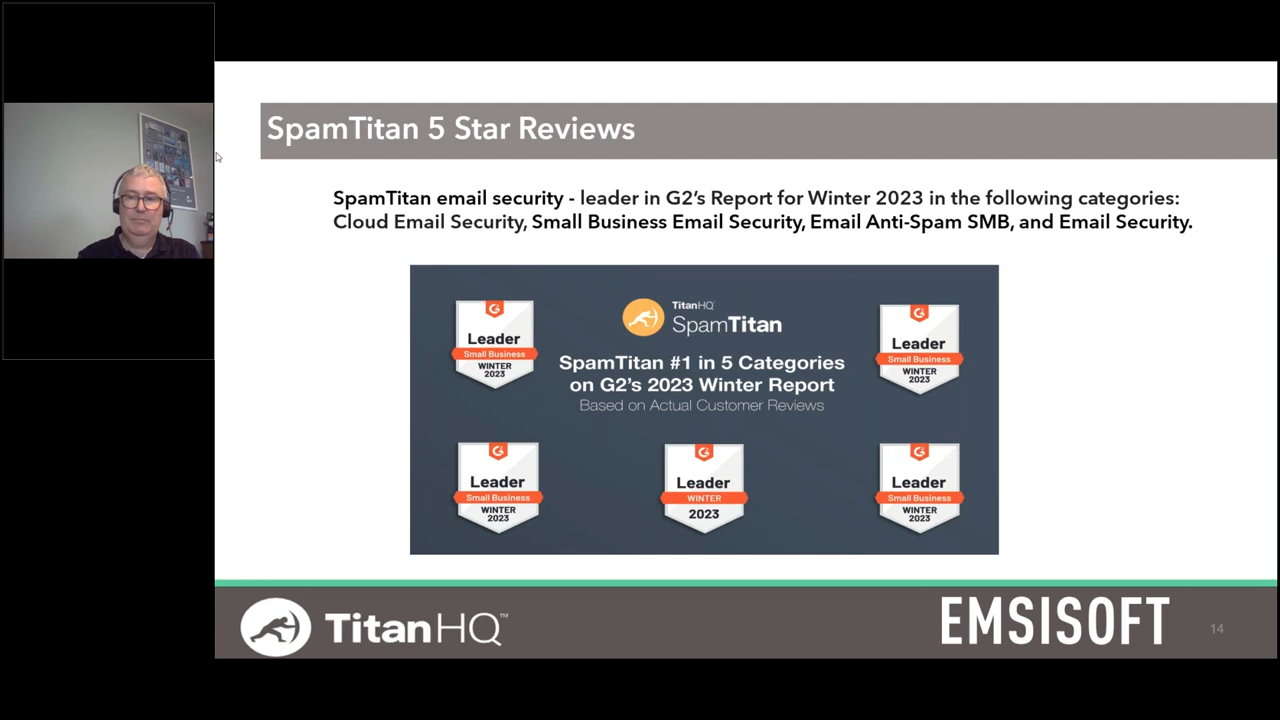 SpamTitan 5 Star Reviews
SpamTitan email security - leader in G2's Report for Winter 2023 in the following categories:
Cloud Email Security, Small Business Email Security, Email Anti-Spam SMB, and Email Security.
TitanHQ
SpamTitan
SpamTitan #1 in 5 Categories
on G2's 2023 Winter Report
Based on Actual Customer Reviews
Leader
Small Business
WINTER
2023
Leader
Small Business
WINTER
2023
Leader
Small Business
WINTER
2023
Leader
WINTER
2023
Leader
Small Business
WINTER
2023
TitanHQ™
EMSISOFT
14